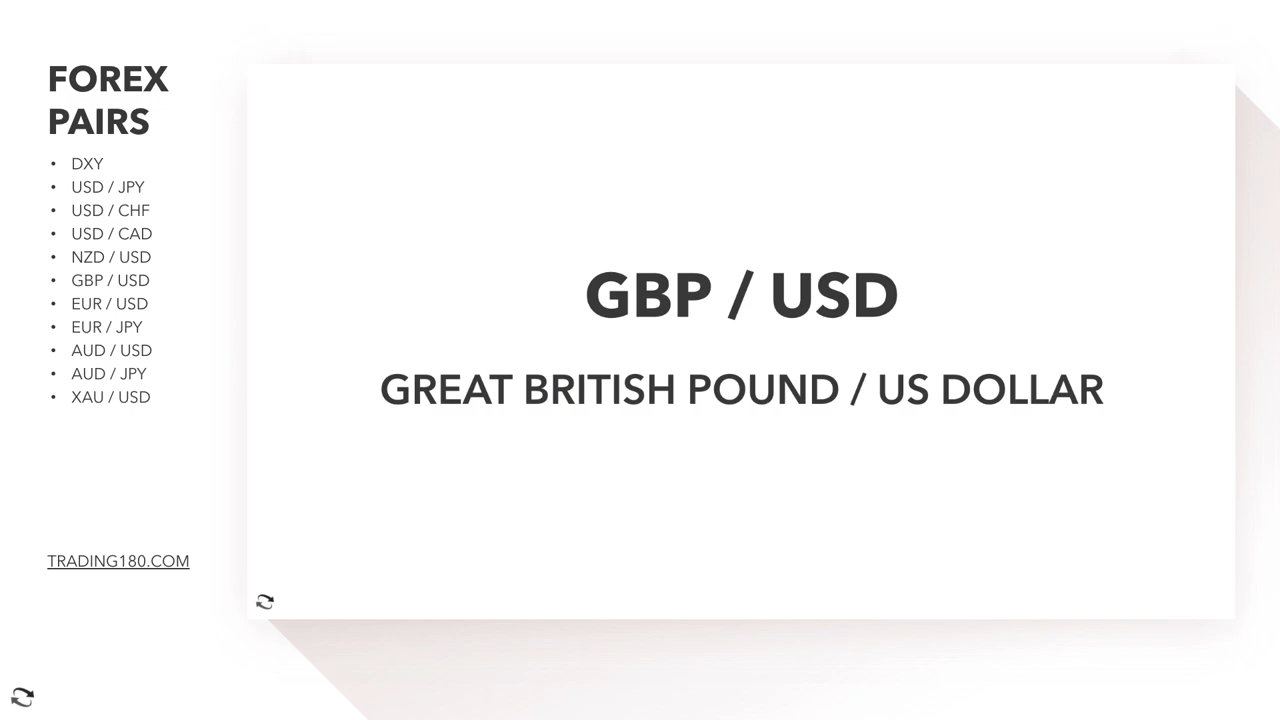 FOREX
PAIRS
• DXY
• USD / JPY
• USD / CHF
• USD / CAD
• NZD / USD
• GBP / USD
• EUR / USD
• EUR / JPY
• AUD / USD
• AUD / JPY
• XAU / USD
TRADING180.COM
GBP / USD
GREAT BRITISH POUND / US DOLLAR